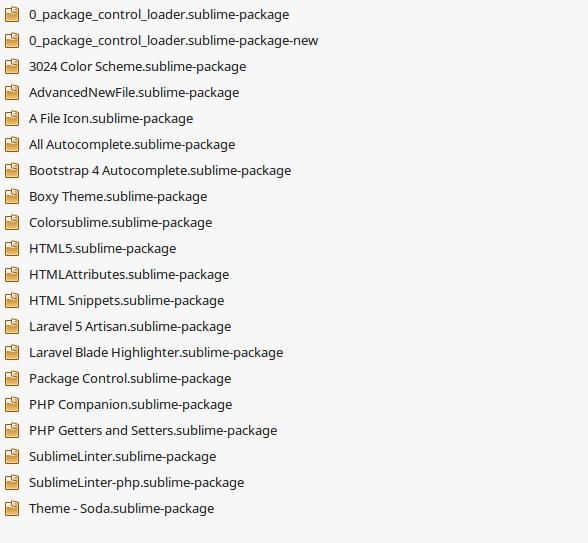 0_package_control_loader.sublime-package
0_package_control_loader.sublime-package-new
3024 Color Scheme.sublime-package
AdvancedNewFile.sublime-package
A File Icon.sublime-package
All Autocomplete.sublime-package
Bootstrap 4 Autocomplete.sublime-package
Boxy Theme.sublime-package
Colorsublime.sublime-package
HTML5.sublime-package
HTMLAttributes.sublime-package
HTML Snippets.sublime-package
Laravel 5 Artisan.sublime-package
Laravel Blade Highlighter.sublime-package
Package Control.sublime-package
PHP Companion.sublime-package
PHP Getters and Setters.sublime-package
SublimeLinter.sublime-package
SublimeLinter-php.sublime-package
Theme - Soda.sublime-package